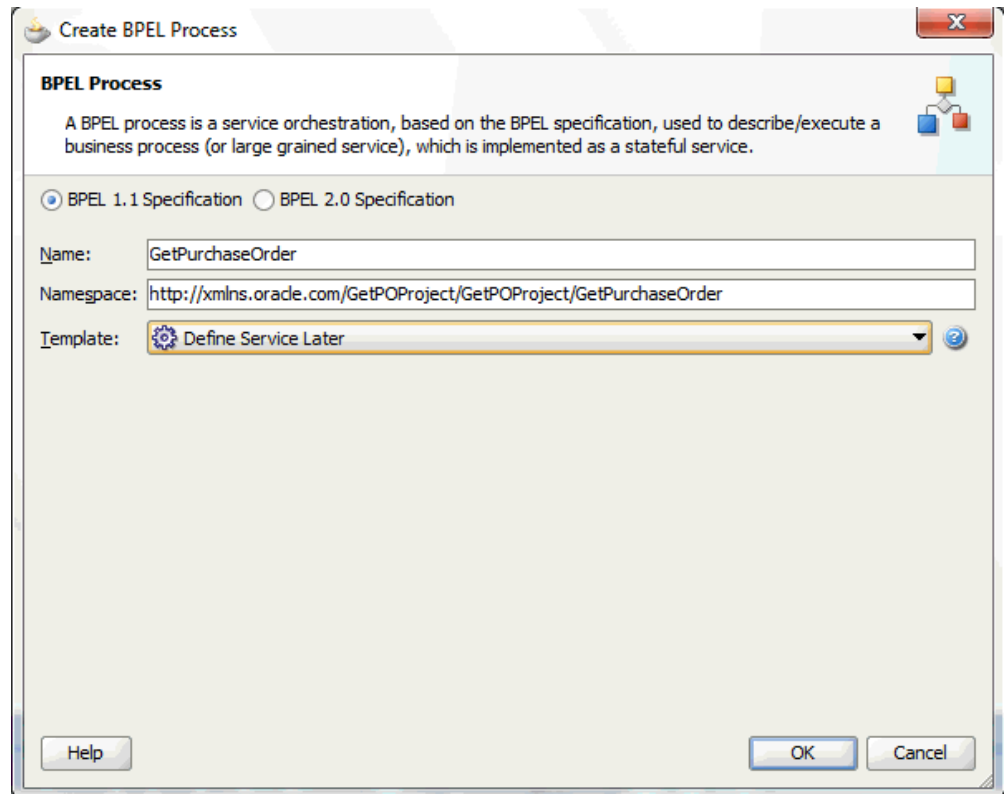 Create BPEL Process
BPEL Process
A BPEL process is a service orchestration, based on the BPEL specification, used to describe/execute a
business process (or large grained service), which is implemented as a stateful service.
BPEL 1.1 Specification BPEL 2.0 Specification
Name: GetPurchaseOrder
Namespace: http://xmlns.oracle.com/GetPOProject/GetPOProject/GetPurchaseOrder
Template: Define Service Later
Help OK Cancel